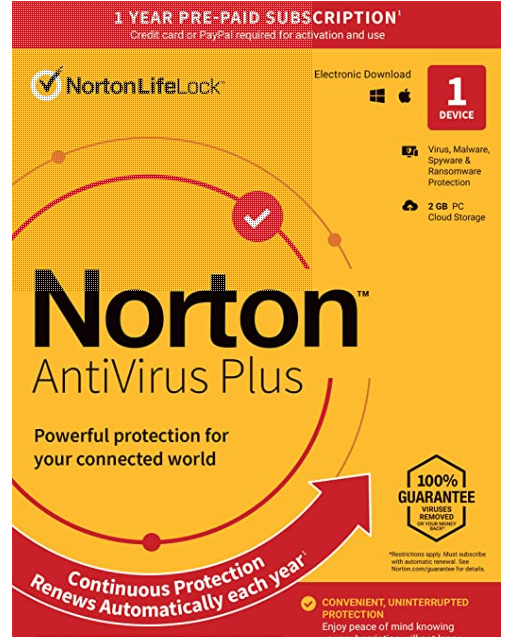 1 YEAR PRE-PAID SUBSCRIPTION¹
Credit card or PayPal required for activation and use
NortonLifeLock™
Electronic Download
1
DEVICE
Virus, Malware,
Spyware &
Ransomware
Protection
2 GB PC
Cloud Storage
Norton™
AntiVirus Plus
Powerful protection for
your connected world
100%
GUARANTEE
VIRUSES
REMOVED
OR YOUR MONEY
BACK*
*Restrictions apply. Must subscribe
with automatic renewal. See
Norton.com/guarantee for details.
Continuous Protection
Renews Automatically each year¹
CONVENIENT, UNINTERRUPTED
PROTECTION
Enjoy peace of mind knowing